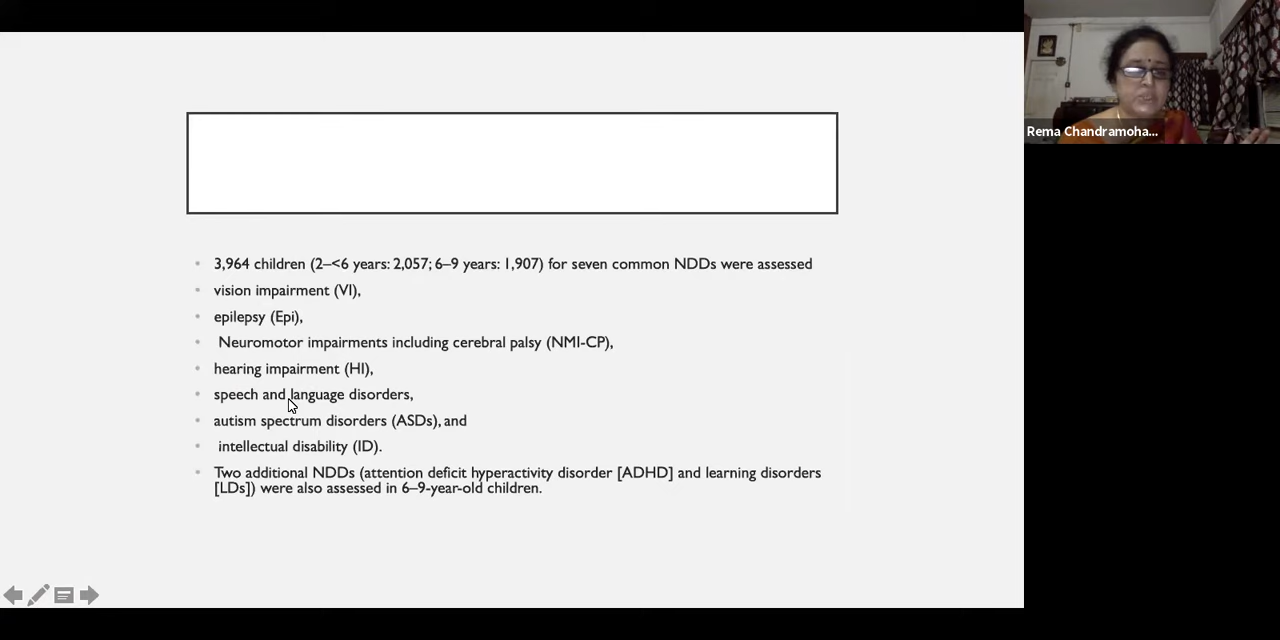 3,964 children (2–<6 years: 2,057; 6–9 years: 1,907) for seven common NDDs were assessed
vision impairment (VI),
epilepsy (Epi),
Neuromotor impairments including cerebral palsy (NMI-CP),
hearing impairment (HI),
speech and language disorders,
autism spectrum disorders (ASDs), and
intellectual disability (ID).
Two additional NDDs (attention deficit hyperactivity disorder [ADHD] and learning disorders
[LDs]) were also assessed in 6–9-year-old children.
Rema Chandramoha...